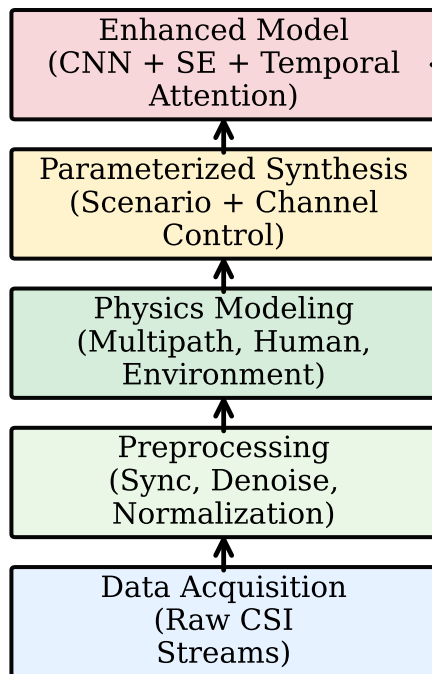 Enhanced Model
(CNN + SE + Temporal
Attention)
Parameterized Synthesis
(Scenario + Channel
Control)
Physics Modeling
(Multipath, Human,
Environment)
Preprocessing
(Sync, Denoise,
Normalization)
Data Acquisition
(Raw CSI
Streams)